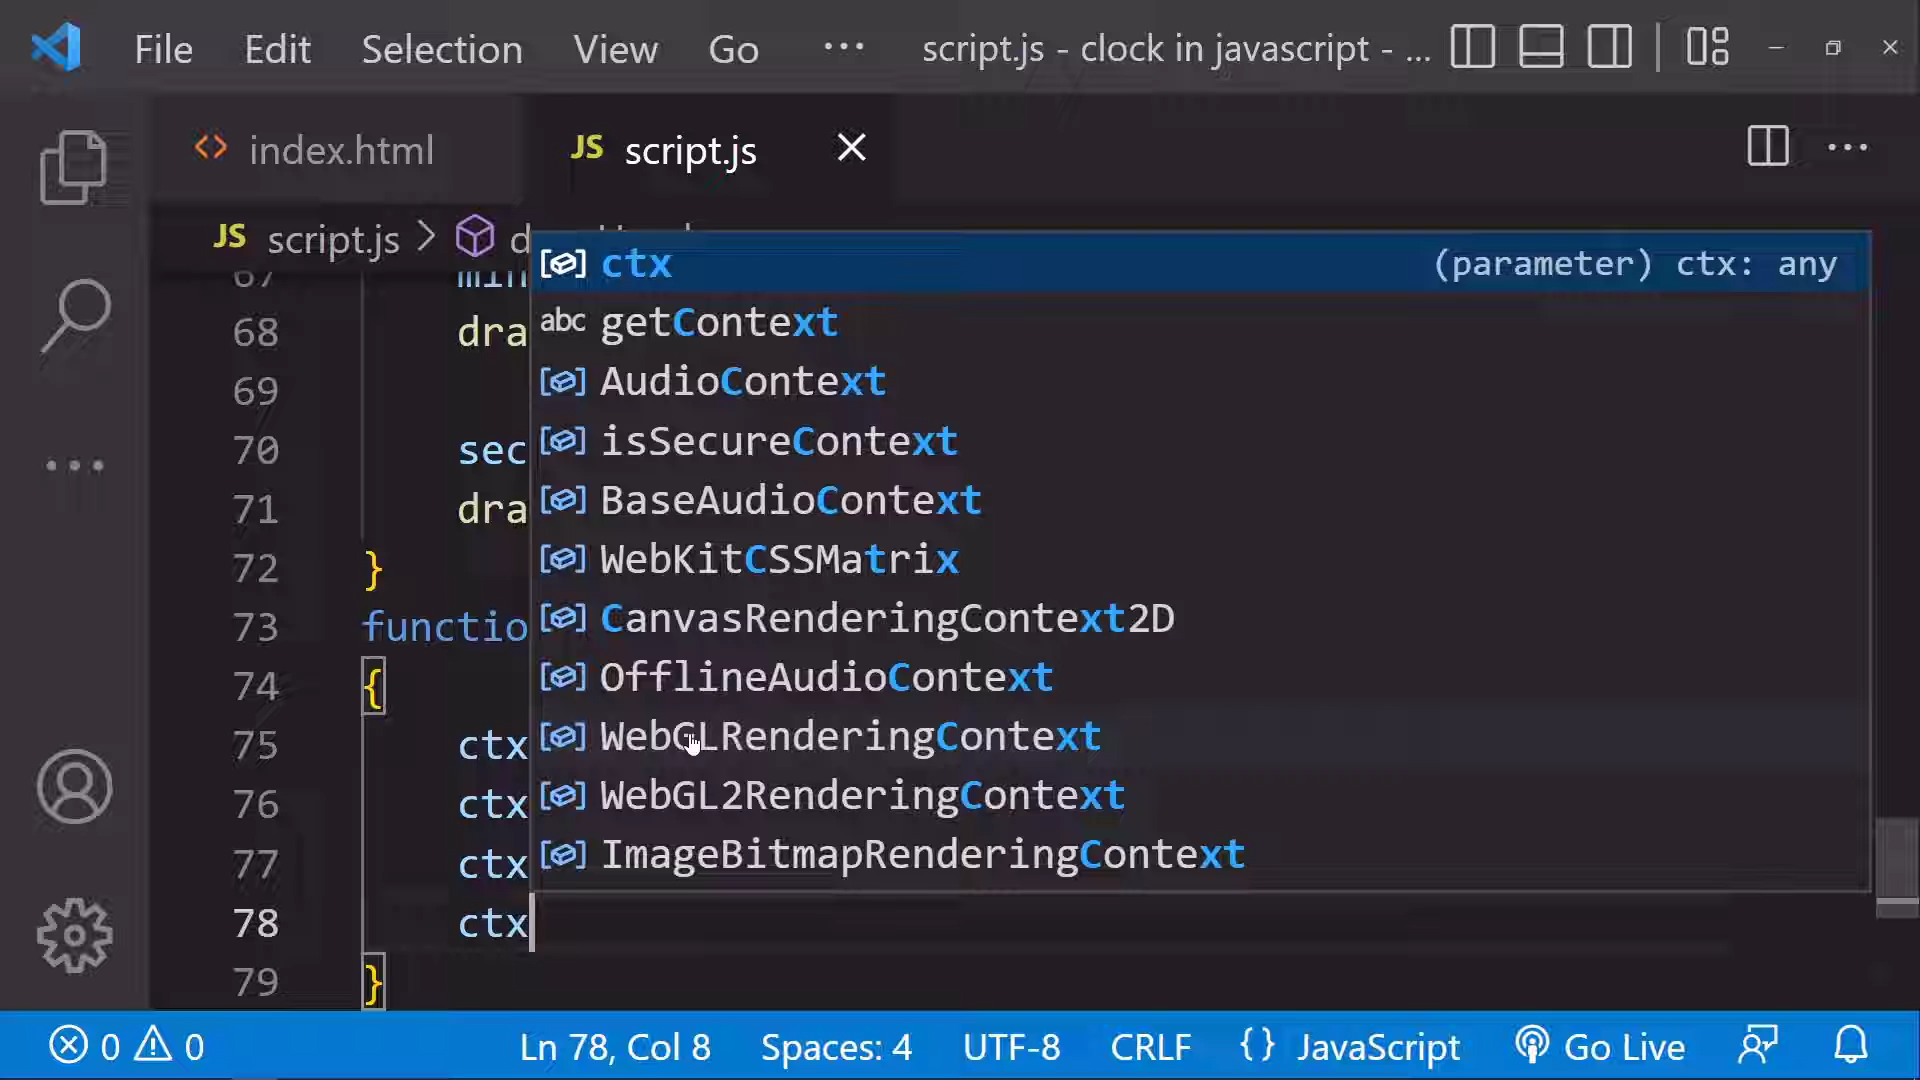 File Edit Selection View Go ··· script.js - clock in javascript - ...
index.html JS script.js
JS script.js > d
67 min
68 dra
69
70 sec
71 dra
72 }
73 functio
74 {
75 ctx
76 ctx
77 ctx
78 ctx
79 }
ctx (parameter) ctx: any
abc getContext
AudioContext
isSecureContext
BaseAudioContext
WebKitCSSMatrix
CanvasRenderingContext2D
OfflineAudioContext
WebGLRenderingContext
WebGL2RenderingContext
ImageBitmapRenderingContext
0 0 Ln 78, Col 8 Spaces: 4 UTF-8 CRLF {} JavaScript Go Live